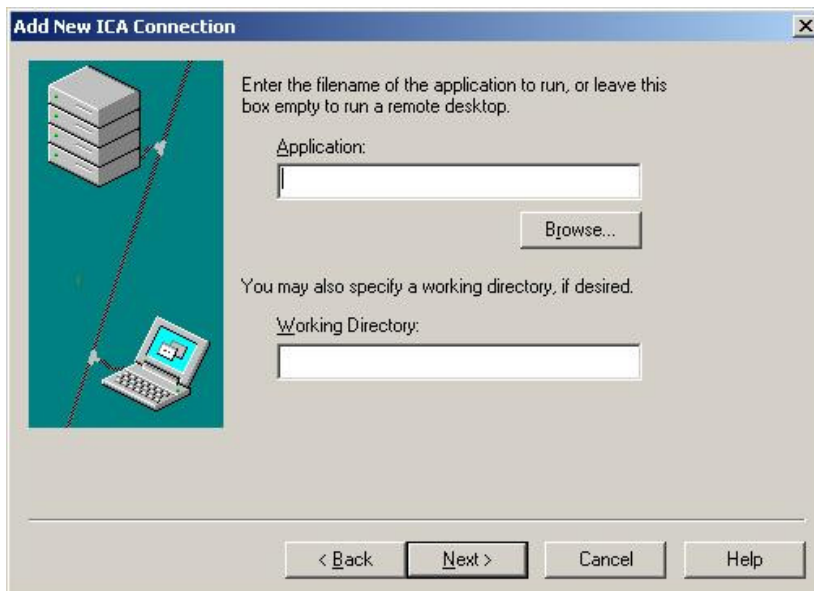 Add New ICA Connection
Enter the filename of the application to run, or leave this
box empty to run a remote desktop.
Application:
Browse...
You may also specify a working directory, if desired.
Working Directory:
< Back
Next >
Cancel
Help